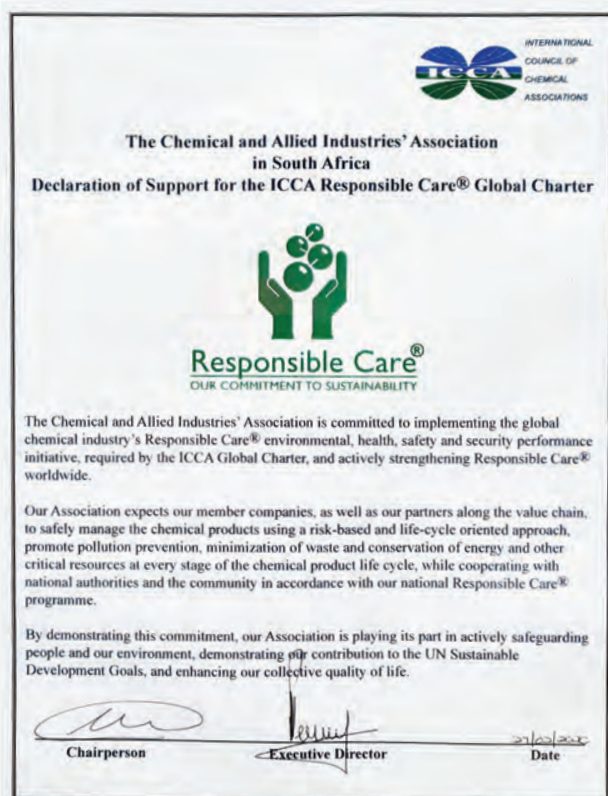 INTERNATIONAL
COUNCIL OF
CHEMICAL
ASSOCIATIONS
ICCA
The Chemical and Allied Industries' Association
in South Africa
Declaration of Support for the ICCA Responsible Care® Global Charter
Responsible Care®
OUR COMMITMENT TO SUSTAINABILITY
The Chemical and Allied Industries' Association is committed to implementing the global
chemical industry's Responsible Care® environmental, health, safety and security performance
initiative, required by the ICCA Global Charter, and actively strengthening Responsible Care®
worldwide.
Our Association expects our member companies, as well as our partners along the value chain,
to safely manage the chemical products using a risk-based and life-cycle oriented approach,
promote pollution prevention, minimization of waste and conservation of energy and other
critical resources at every stage of the chemical product life cycle, while cooperating with
national authorities and the community in accordance with our national Responsible Care®
programme.
By demonstrating this commitment, our Association is playing its part in actively safeguarding
people and our environment, demonstrating our contribution to the UN Sustainable
Development Goals, and enhancing our collective quality of life.
Chairperson
Executive Director
Date